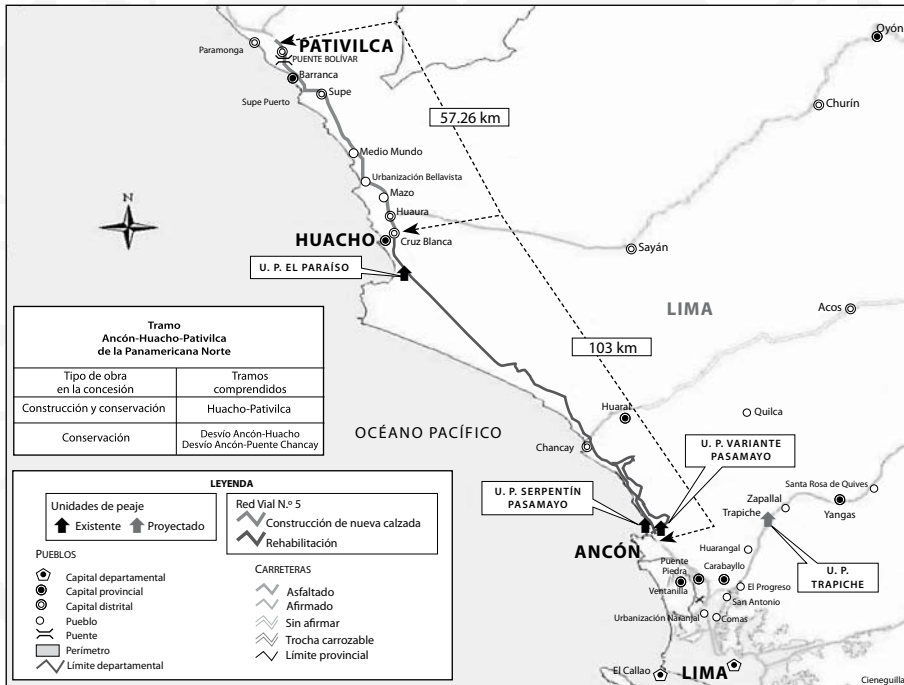 Oyón
Paramonga
PATIVILCA
PUENTE BOLÍVAR
Barranca
Supe Puerto
Supe
Churín
57.26 km
Medio Mundo
Urbanización Bellavista
Mazo
N
Huaura
HUACHO
Cruz Blanca
Sayán
U. P. EL PARAÍSO
LIMA
Acos
Tramo
Ancón-Huacho-Pativilca
de la Panamericana Norte
Tipo de obra
en la concesión
Tramos
comprendidos
Construcción y conservación
Huacho-Pativilca
Conservación
Desvío Ancón-Huacho
Desvío Ancón-Puente Chancay
103 km
Huaral
Quilca
OCÉANO PACÍFICO
Chancay
U. P. VARIANTE
PASAMAYO
U. P. SERPENTÍN
PASAMAYO
Santa Rosa de Quives
Zapallal
Trapiche
Yangas
ANCÓN
Huarangal
U. P.
TRAPICHE
Puente
Piedra
Carabayllo
Ventanilla
El Progreso
San Antonio
Urbanización Naranjal
Comas
El Callao
LIMA
Cieneguilla
LEYENDA
Unidades de peaje
Existente
Proyectado
Red Vial N.º 5
Construcción de nueva calzada
Rehabilitación
PUEBLOS
Capital departamental
Capital provincial
Capital distrital
Pueblo
Puente
Perímetro
Límite departamental
CARRETERAS
Asfaltado
Afirmado
Sin afirmar
Trocha carrozable
Límite provincial